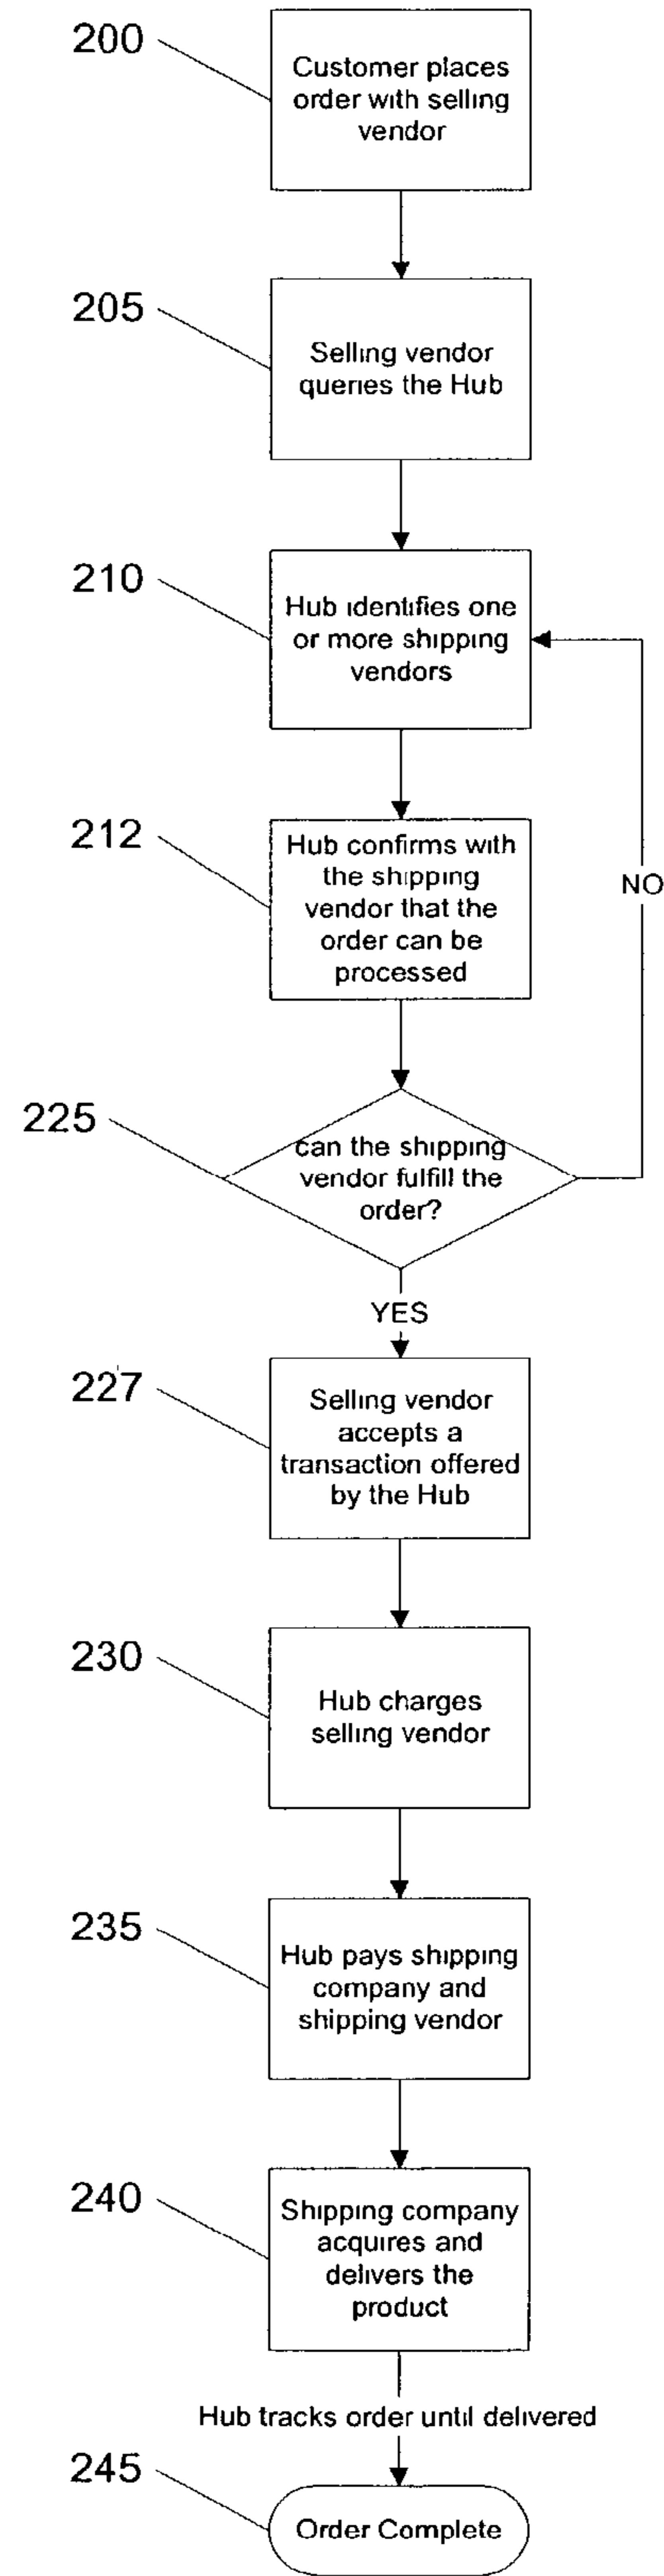 200
Customer places
order with selling
vendor
205
Selling vendor
queries the Hub
210
Hub identifies one
or more shipping
vendors
212
Hub confirms with
the shipping
vendor that the
order can be
processed
NO
225
can the shipping
vendor fulfill the
order?
YES
227
Selling vendor
accepts a
transaction offered
by the Hub
230
Hub charges
selling vendor
235
Hub pays shipping
company and
shipping vendor
240
Shipping company
acquires and
delivers the
product
Hub tracks order until delivered
245
Order Complete